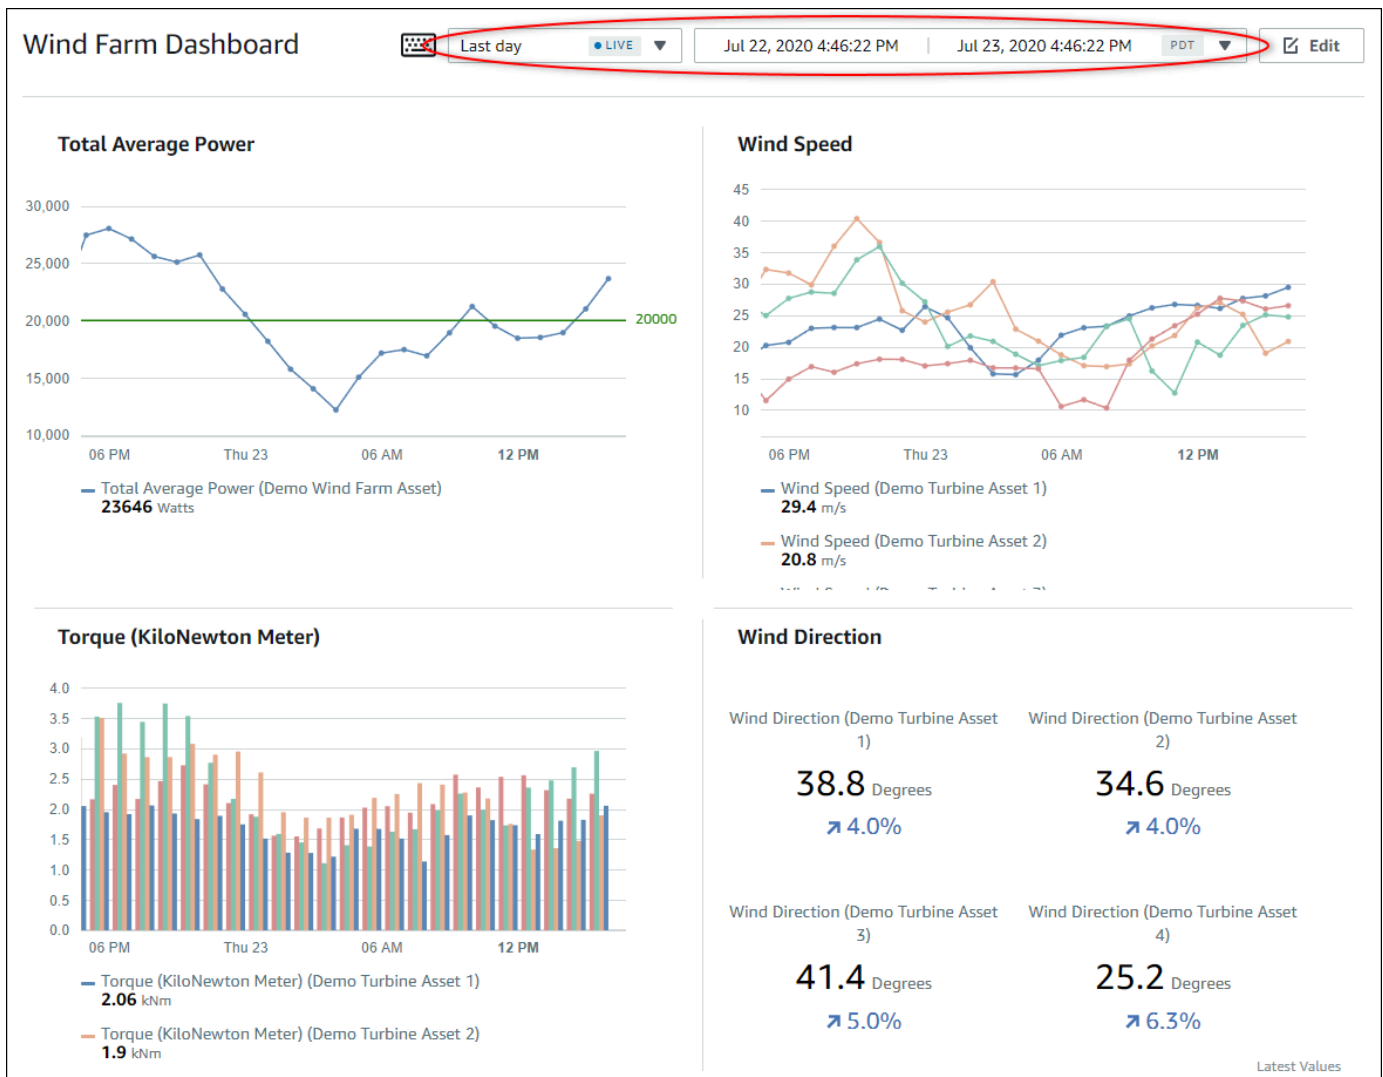 Wind Farm Dashboard
Last day
LIVE
Jul 22, 2020 4:46:22 PM
Jul 23, 2020 4:46:22 PM
PDT
Edit
Total Average Power
30,000
25,000
20,000
15,000
10,000
20000
06 PM
Thu 23
06 AM
12 PM
Total Average Power (Demo Wind Farm Asset)
23646 Watts
Wind Speed
45
40
35
30
25
20
15
10
06 PM
Thu 23
06 AM
12 PM
Wind Speed (Demo Turbine Asset 1)
29.4 m/s
Wind Speed (Demo Turbine Asset 2)
20.8 m/s
Torque (KiloNewton Meter)
4.0
3.5
3.0
2.5
2.0
1.5
1.0
0.5
0.0
06 PM
Thu 23
06 AM
12 PM
Torque (KiloNewton Meter) (Demo Turbine Asset 1)
2.06 kNm
Torque (KiloNewton Meter) (Demo Turbine Asset 2)
1.9 kNm
Wind Direction
Wind Direction (Demo Turbine Asset
1)
38.8 Degrees
4.0%
Wind Direction (Demo Turbine Asset
2)
34.6 Degrees
4.0%
Wind Direction (Demo Turbine Asset
3)
41.4 Degrees
5.0%
Wind Direction (Demo Turbine Asset
4)
25.2 Degrees
6.3%
Latest Values